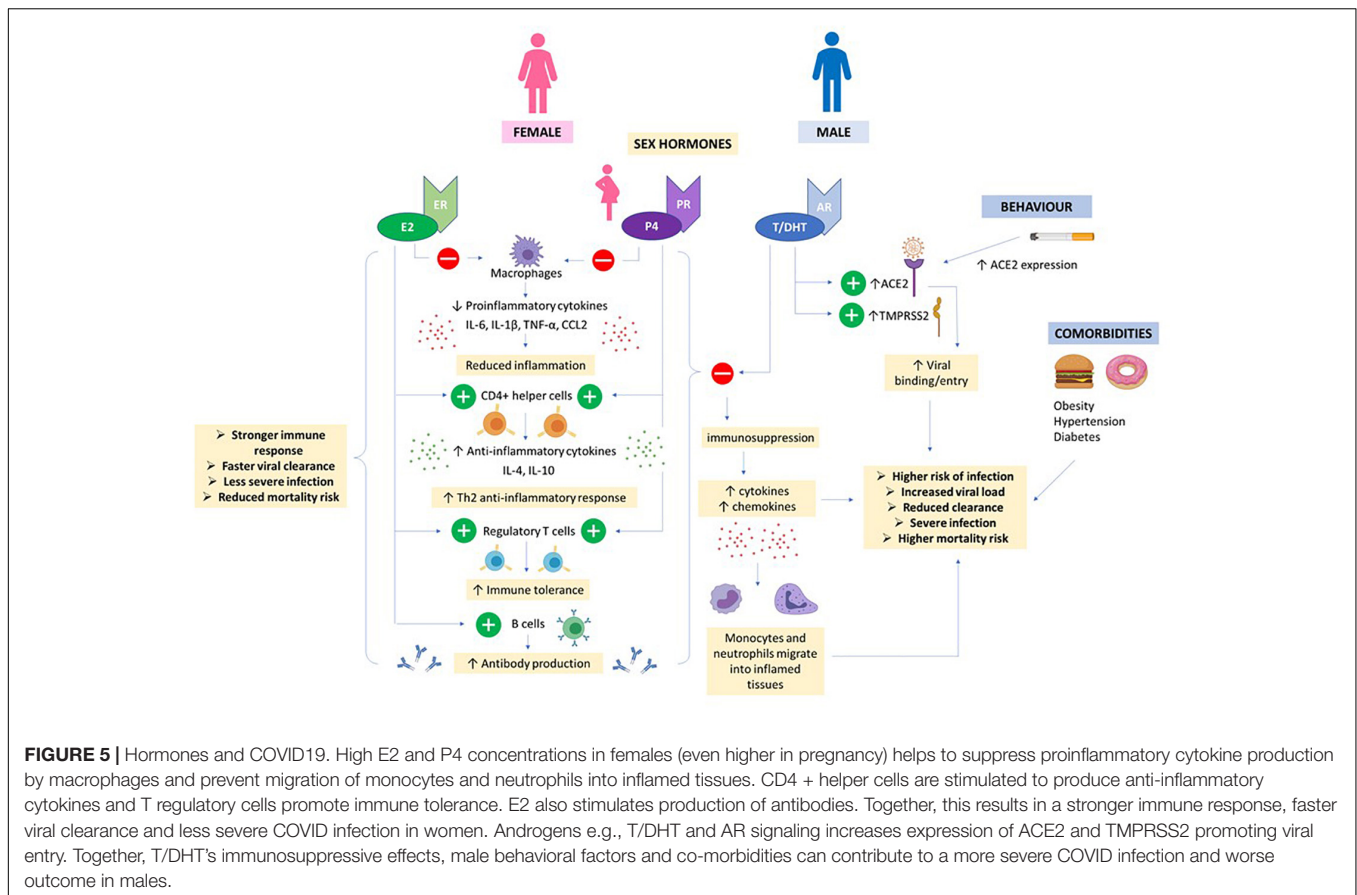 FEMALE
MALE
SEX HORMONES
ER
E2
PR
P4
AR
T/DHT
BEHAVIOUR
↑ ACE2 expression
Macrophages
↓ Proinflammatory cytokines
IL-6, IL-1β, TNF-α, CCL2
Reduced inflammation
CD4+ helper cells
↑ Anti-inflammatory cytokines
IL-4, IL-10
↑ Th2 anti-inflammatory response
Regulatory T cells
↑ Immune tolerance
B cells
↑ Antibody production
➢ Stronger immune
response
➢ Faster viral clearance
➢ Less severe infection
➢ Reduced mortality risk
↑ACE2
↑TMPRSS2
↑ Viral
binding/entry
COMORBIDITIES
Obesity
Hypertension
Diabetes
immunosuppression
↑ cytokines
↑ chemokines
Monocytes and
neutrophils migrate
into inflamed
tissues
➢ Higher risk of infection
➢ Increased viral load
➢ Reduced clearance
➢ Severe infection
➢ Higher mortality risk
FIGURE 5 | Hormones and COVID19. High E2 and P4 concentrations in females (even higher in pregnancy) helps to suppress proinflammatory cytokine production
by macrophages and prevent migration of monocytes and neutrophils into inflamed tissues. CD4 + helper cells are stimulated to produce anti-inflammatory
cytokines and T regulatory cells promote immune tolerance. E2 also stimulates production of antibodies. Together, this results in a stronger immune response, faster
viral clearance and less severe COVID infection in women. Androgens e.g., T/DHT and AR signaling increases expression of ACE2 and TMPRSS2 promoting viral
entry. Together, T/DHT's immunosuppressive effects, male behavioral factors and co-morbidities can contribute to a more severe COVID infection and worse
outcome in males.